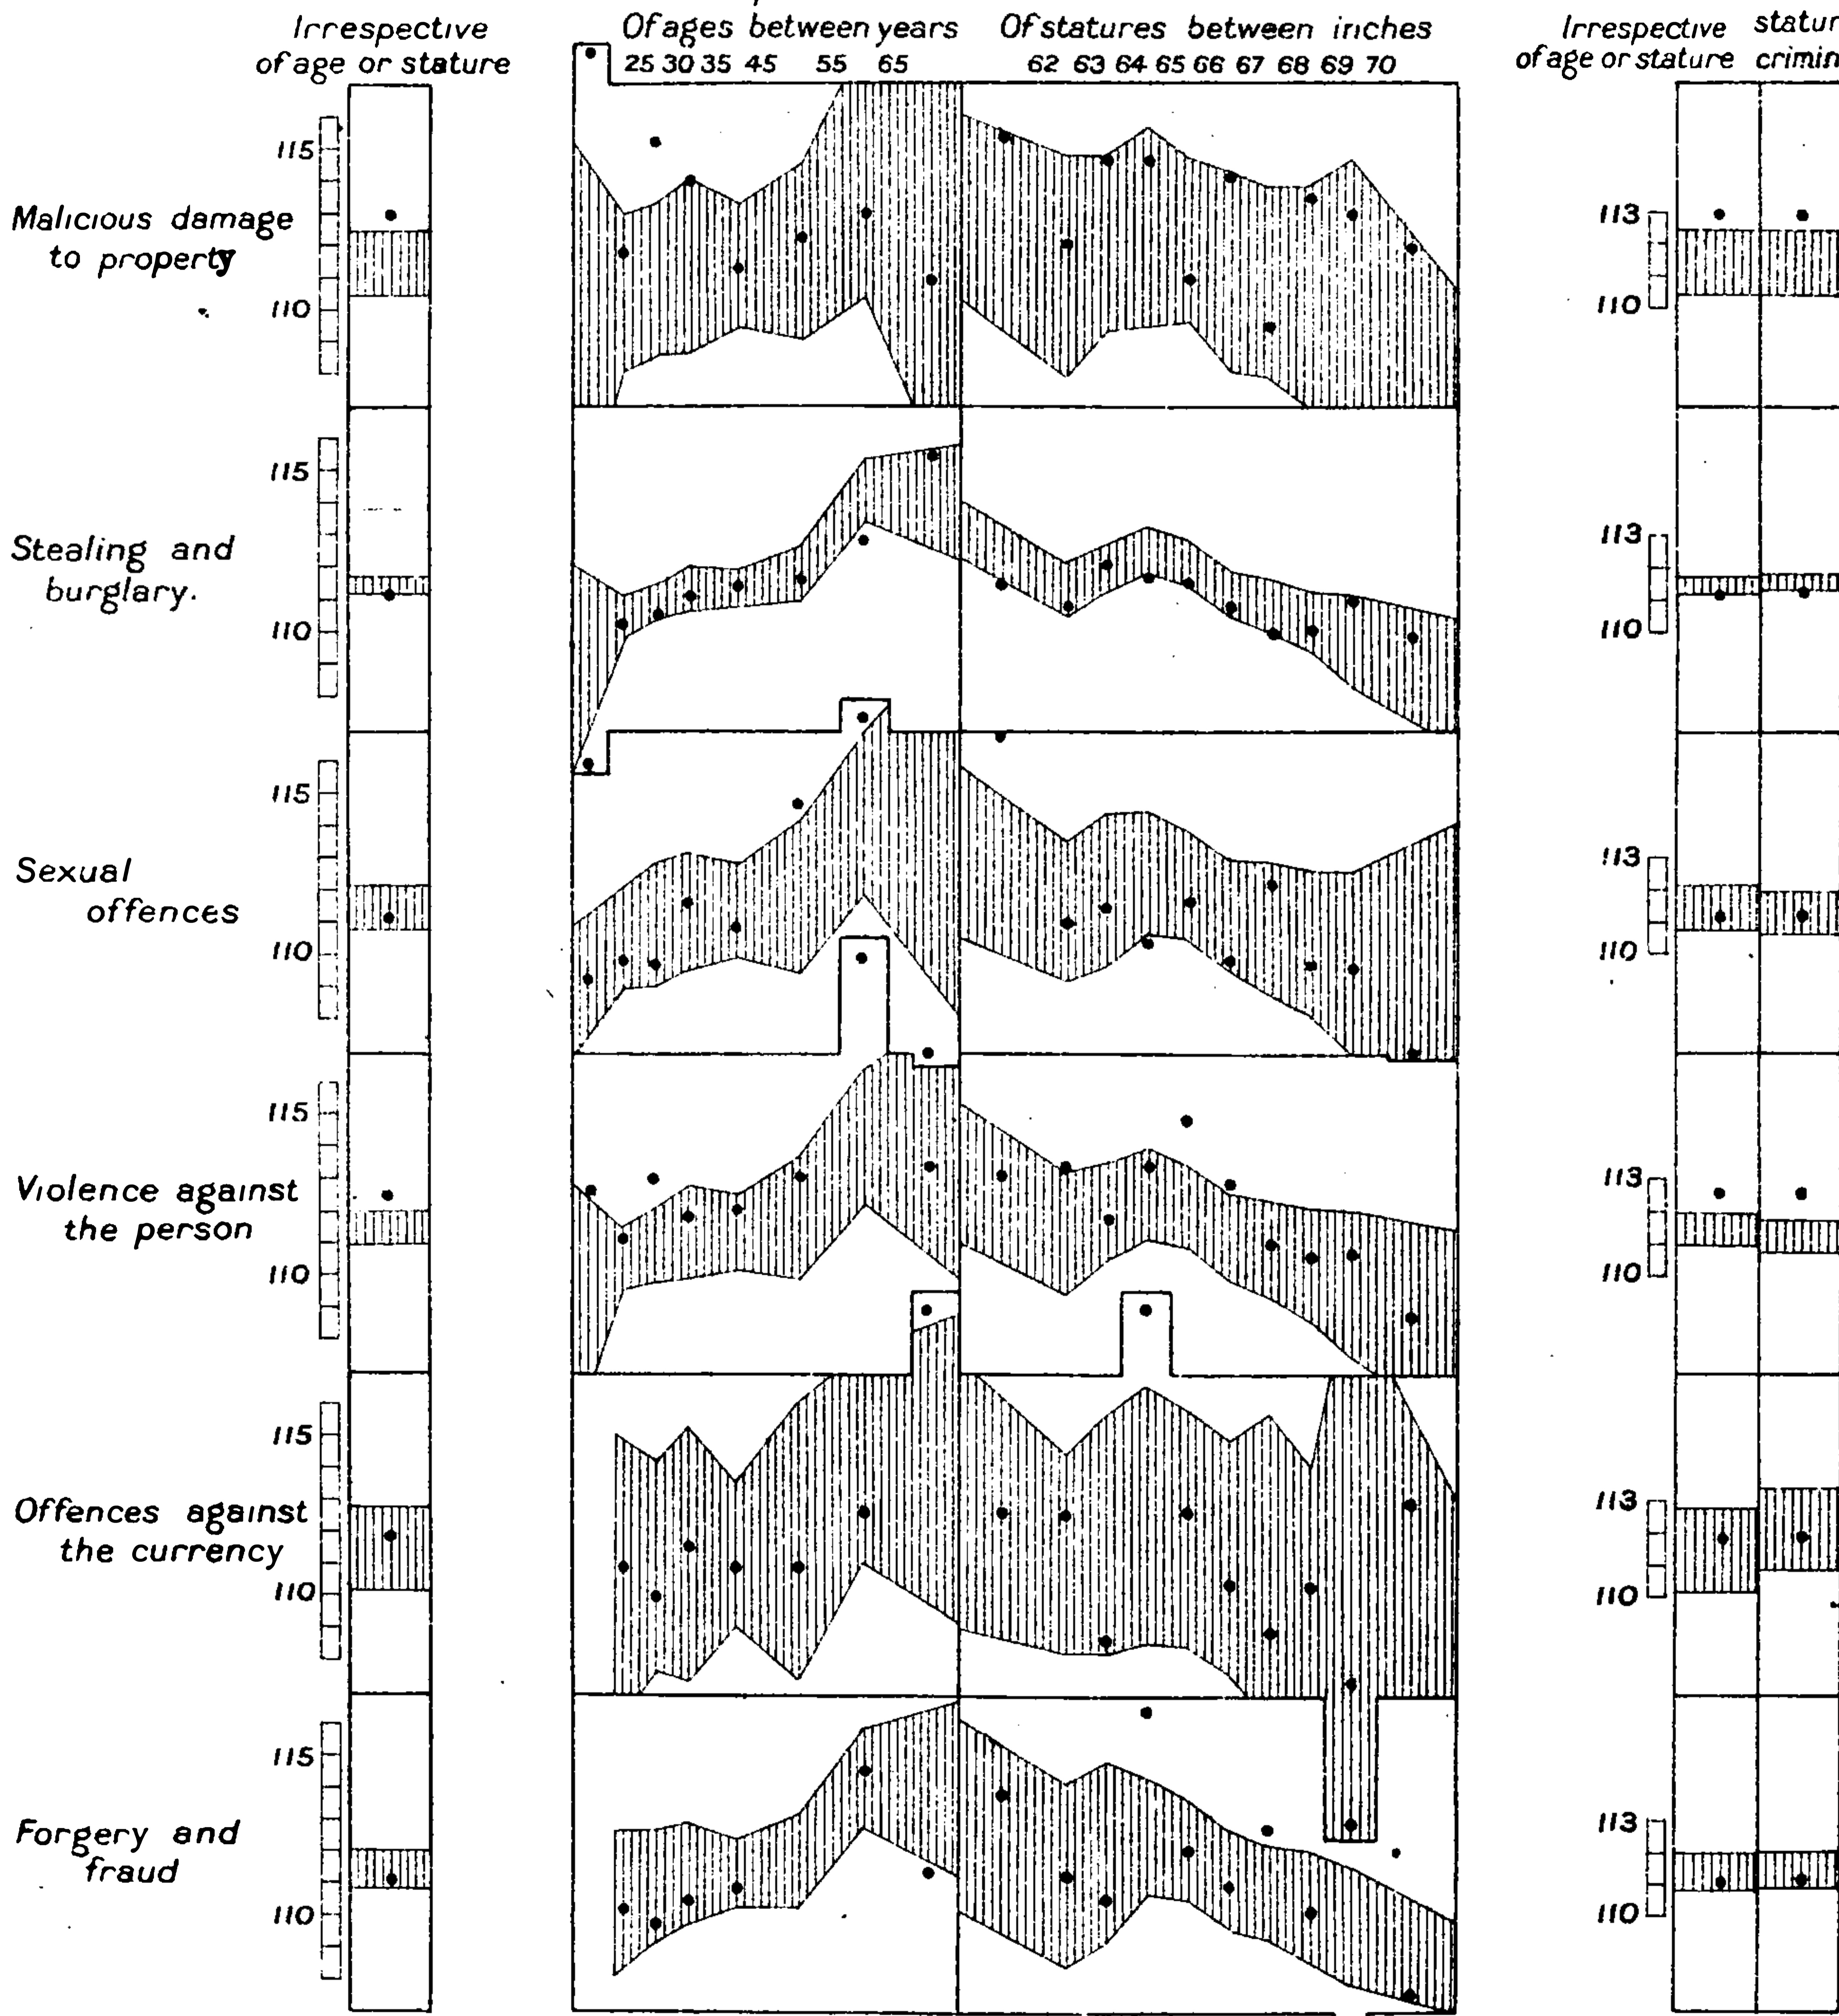 Irrespective
of age or stature
Of ages between years
25 30 35 45 55 65
Of statures between inches
62 63 64 65 66 67 68 69 70
Irrespective
of age or stature
Malicious damage
to property
115
110
113
110
Stealing and
burglary.
115
110
113
110
Sexual
offences
115
110
113
110
Violence against
the person
115
110
113
110
Offences against
the currency
115
110
113
110
Forgery and
fraud
115
110
113
110